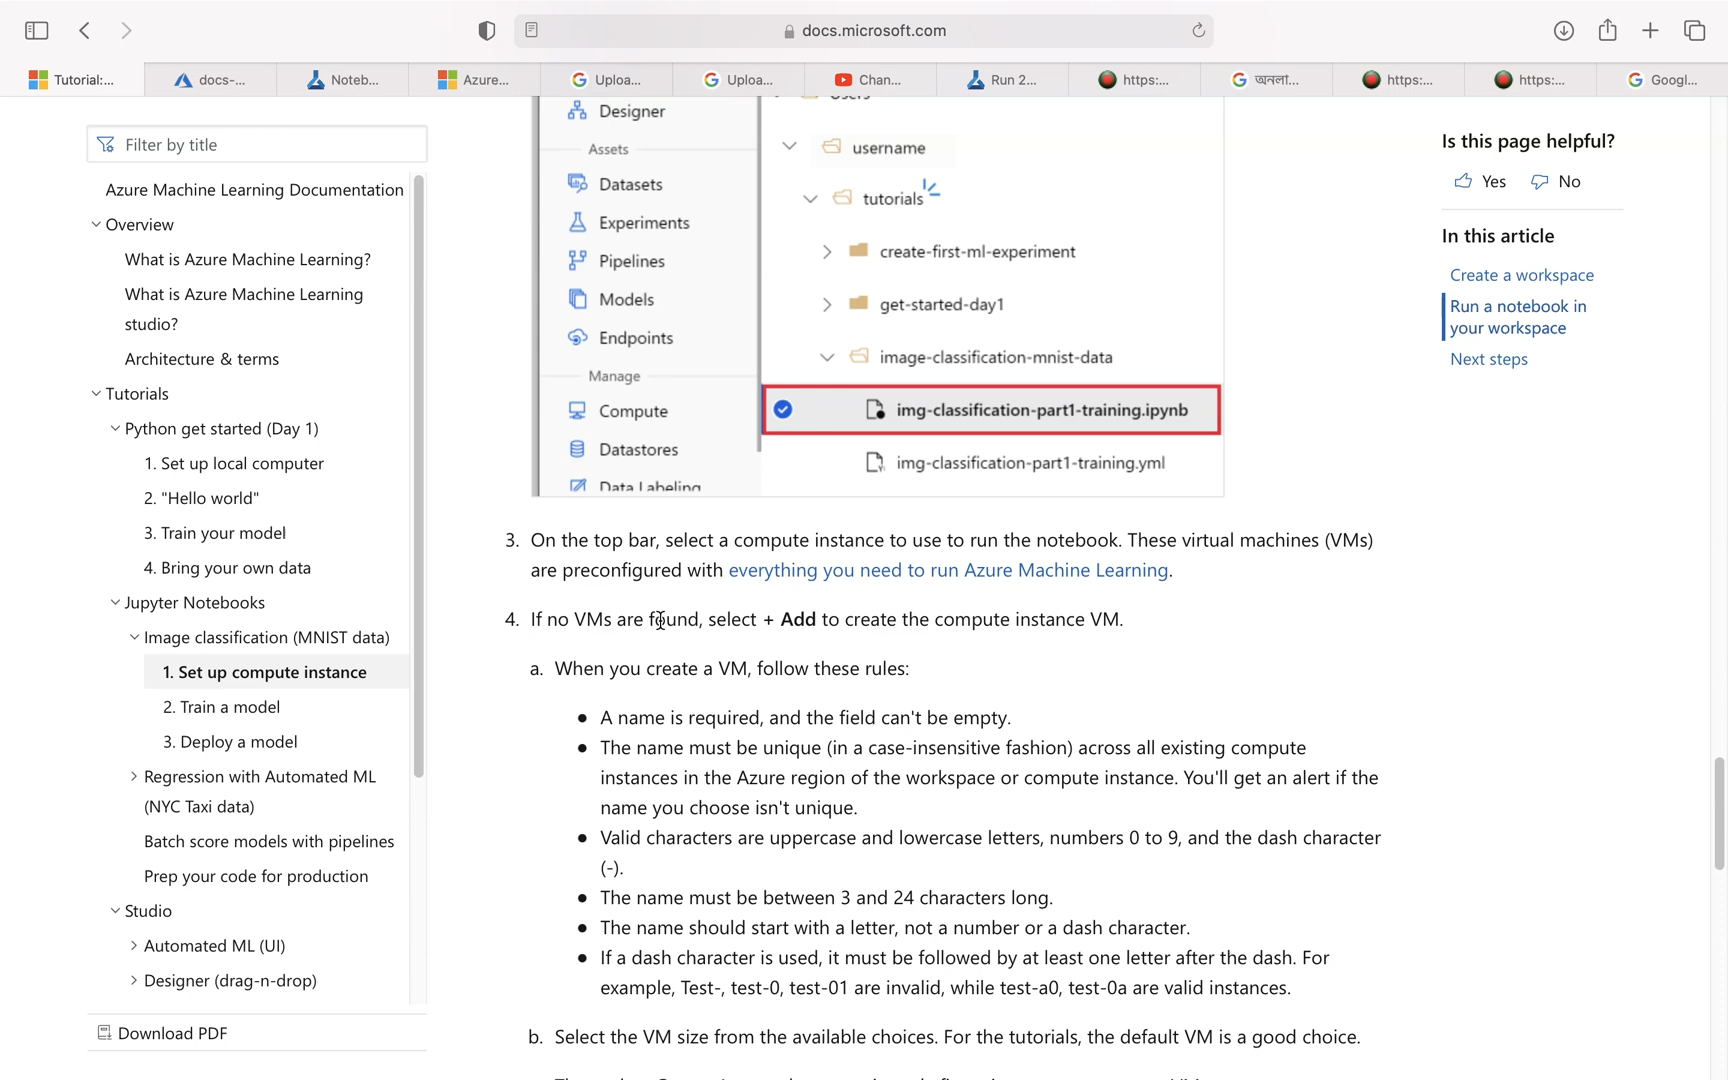 docs.microsoft.com
Tutorial:...
docs-...
Noteb...
Azure...
Uploa...
Uploa...
Chan...
Run 2...
https:...
অনলা...
https:...
https:...
Googl...
Filter by title
Azure Machine Learning Documentation
Overview
What is Azure Machine Learning?
What is Azure Machine Learning
studio?
Architecture & terms
Tutorials
Python get started (Day 1)
1. Set up local computer
2. "Hello world"
3. Train your model
4. Bring your own data
Jupyter Notebooks
Image classification (MNIST data)
1. Set up compute instance
2. Train a model
3. Deploy a model
Regression with Automated ML
(NYC Taxi data)
Batch score models with pipelines
Prep your code for production
Studio
Automated ML (UI)
Designer (drag-n-drop)
Download PDF
Designer
Assets
Datasets
Experiments
Pipelines
Models
Endpoints
Manage
Compute
Datastores
Data Labeling
Users
username
tutorials
create-first-ml-experiment
get-started-day1
image-classification-mnist-data
img-classification-part1-training.ipynb
img-classification-part1-training.yml
3. On the top bar, select a compute instance to use to run the notebook. These virtual machines (VMs)
are preconfigured with everything you need to run Azure Machine Learning.
4. If no VMs are found, select + Add to create the compute instance VM.
a. When you create a VM, follow these rules:
● A name is required, and the field can't be empty.
● The name must be unique (in a case-insensitive fashion) across all existing compute
instances in the Azure region of the workspace or compute instance. You'll get an alert if the
name you choose isn't unique.
● Valid characters are uppercase and lowercase letters, numbers 0 to 9, and the dash character
(-).
● The name must be between 3 and 24 characters long.
● The name should start with a letter, not a number or a dash character.
● If a dash character is used, it must be followed by at least one letter after the dash. For
example, Test-, test-0, test-01 are invalid, while test-a0, test-0a are valid instances.
b. Select the VM size from the available choices. For the tutorials, the default VM is a good choice.
Is this page helpful?
Yes No
In this article
Create a workspace
Run a notebook in
your workspace
Next steps